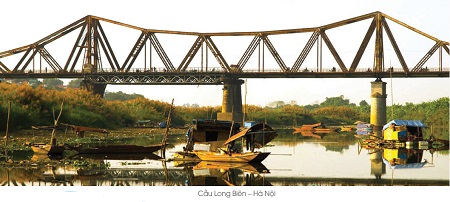 Cầu Long Biên – Hà Nội